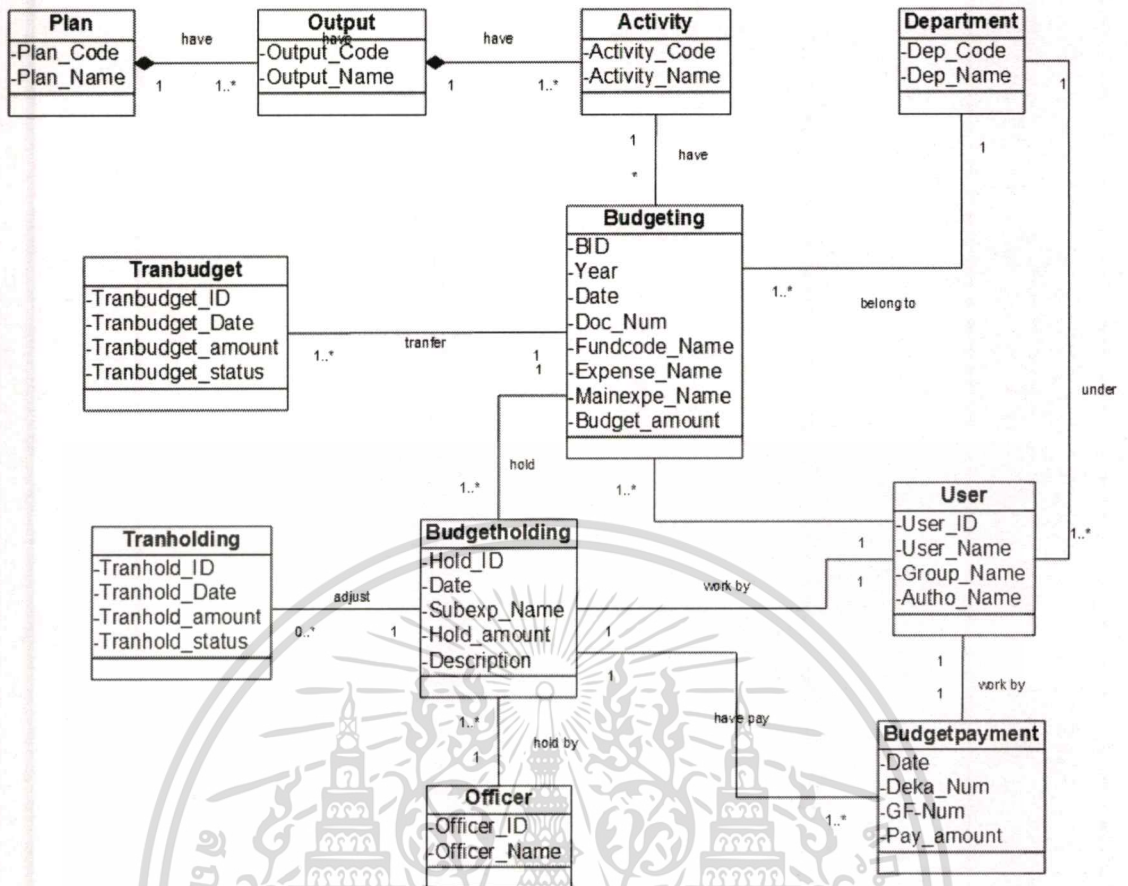 Plan
-Plan_Code
-Plan_Name
have
1
1..*
Output
have
-Output_Code
-Output_Name
have
1
1..*
Activity
-Activity_Code
-Activity_Name
Department
-Dep_Code
-Dep_Name
1
1
1
have
*
Budgeting
-BID
-Year
-Date
-Doc_Num
-Fundcode_Name
-Expense_Name
-Mainexpe_Name
-Budget_amount
1..*
belong to
under
Tranbudget
-Tranbudget_ID
-Tranbudget_Date
-Tranbudget_amount
-Tranbudget_status
1..*
tranfer
1
1
hold
1..*
1..*
User
-User_ID
-User_Name
-Group_Name
-Autho_Name
1..*
1
1
Tranholding
-Tranhold_ID
-Tranhold_Date
-Tranhold_amount
-Tranhold_status
adjust
0..*
1
Budgetholding
-Hold_ID
-Date
-Subexp_Name
-Hold_amount
-Description
work by
1
1
1
work by
1
have pay
1..*
1..*
hold by
1
Budgetpayment
-Date
-Deka_Num
-GF-Num
-Pay_amount
Officer
-Officer_ID
-Officer_Name